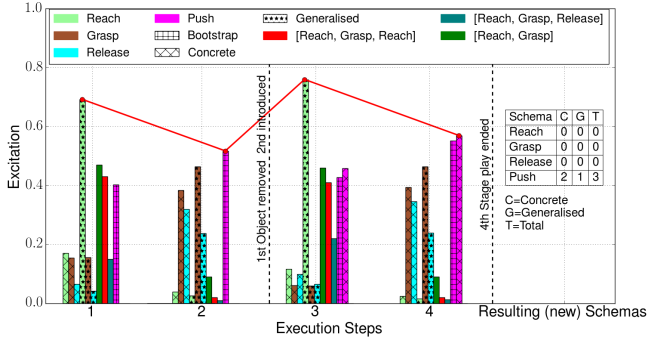 1.0
0.8
0.6
0.4
0.2
0.0
Excitation
Reach
Grasp
Release
Push
Bootstrap
Concrete
Generalised
[Reach, Grasp, Reach]
[Reach, Grasp, Release]
[Reach, Grasp]
1st Object removed 2nd introduced
4th Stage play ended
Schema C G T
Reach 0 0 0
Grasp 0 0 0
Release 0 0 0
Push 2 1 3
C=Concrete
G=Generalised
T=Total
1 2 3 4 Resulting (new) Schemas
Execution Steps